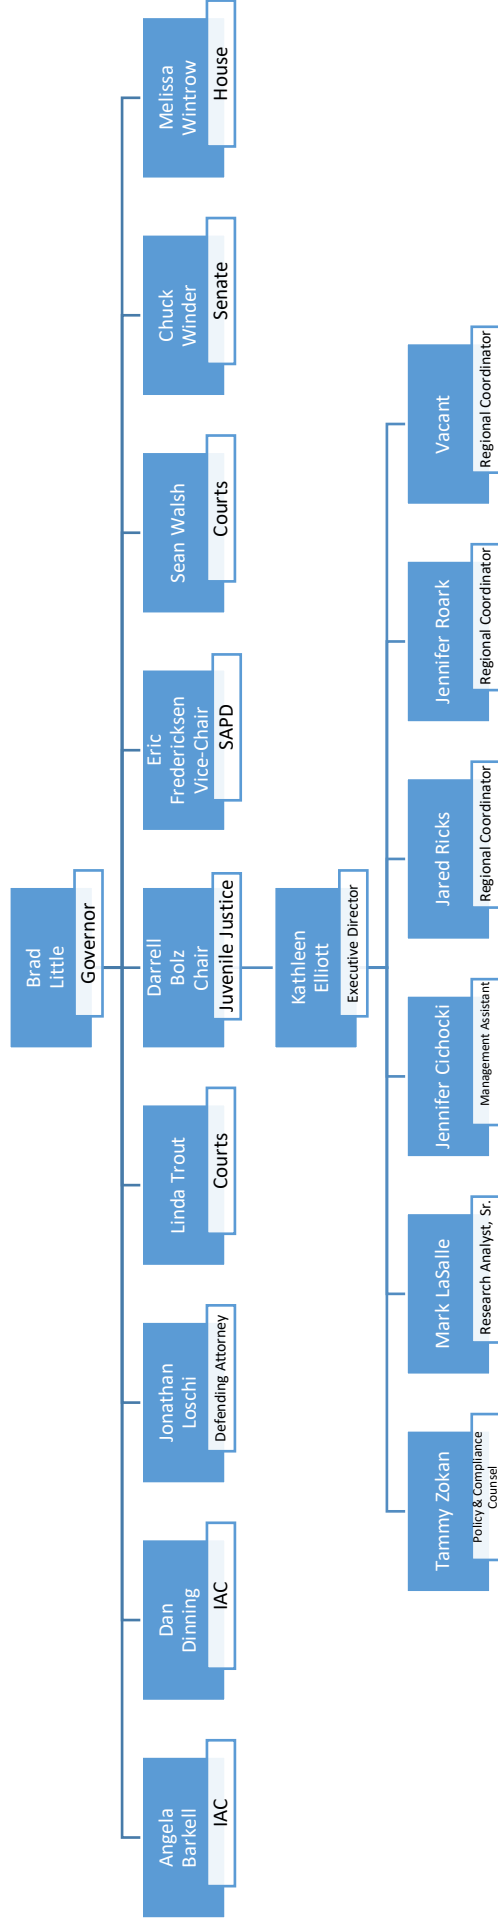 Brad
Little
Governor
Angela
Barkell
IAC
Dan
Dinning
IAC
Jonathan
Loschi
Defending Attorney
Linda Trout
Courts
Darrell
Bolz
Chair
Juvenile Justice
Eric
Fredericksen
Vice-Chair
SAPD
Sean Walsh
Courts
Chuck
Winder
Senate
Melissa
Wintrow
House
Kathleen
Elliott
Executive Director
Tammy Zokan
Policy & Compliance
Counsel
Mark LaSalle
Research Analyst, Sr.
Jennifer Cichocki
Management Assistant
Jared Ricks
Regional Coordinator
Jennifer Roark
Regional Coordinator
Vacant
Regional Coordinator